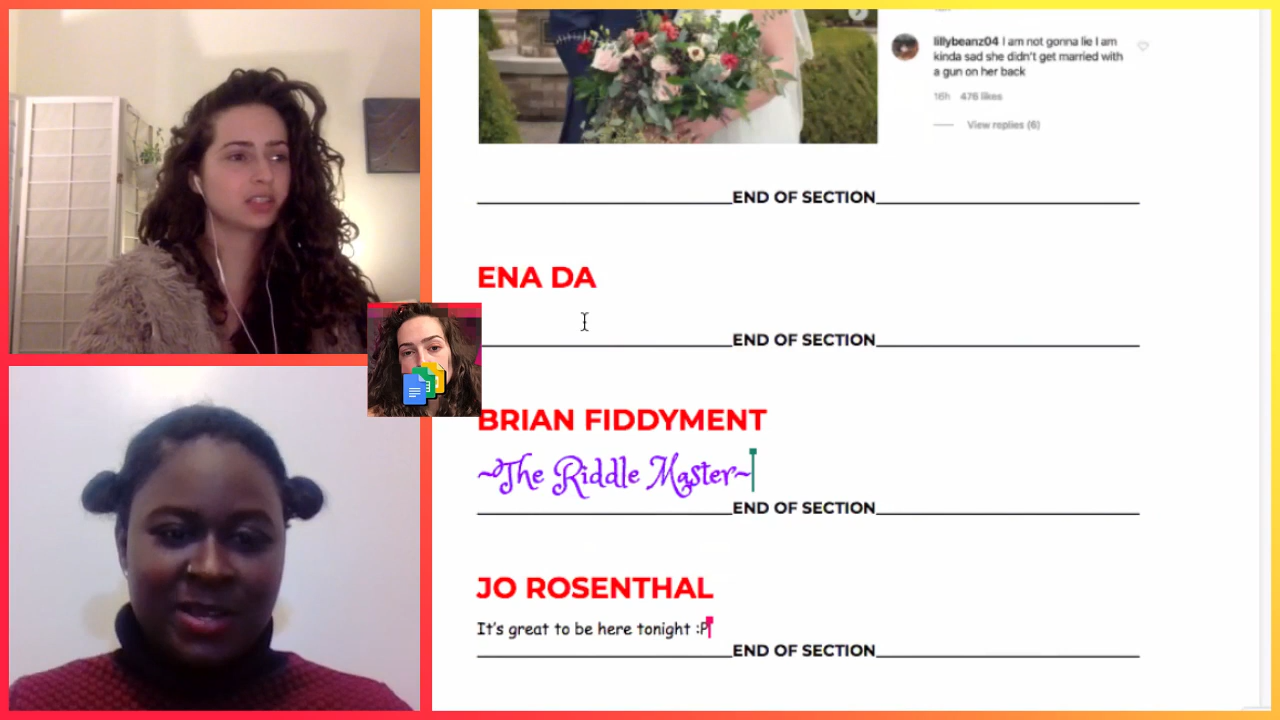 lillybeanz04 I am not gonna lie I am
kinda sad she didn't get married with
a gun on her back
16h 476 likes
View replies (6)
END OF SECTION
ENA DA
END OF SECTION
BRIAN FIDDYMENT
~The Riddle Master~
END OF SECTION
JO ROSENTHAL
It's great to be here tonight :P
END OF SECTION